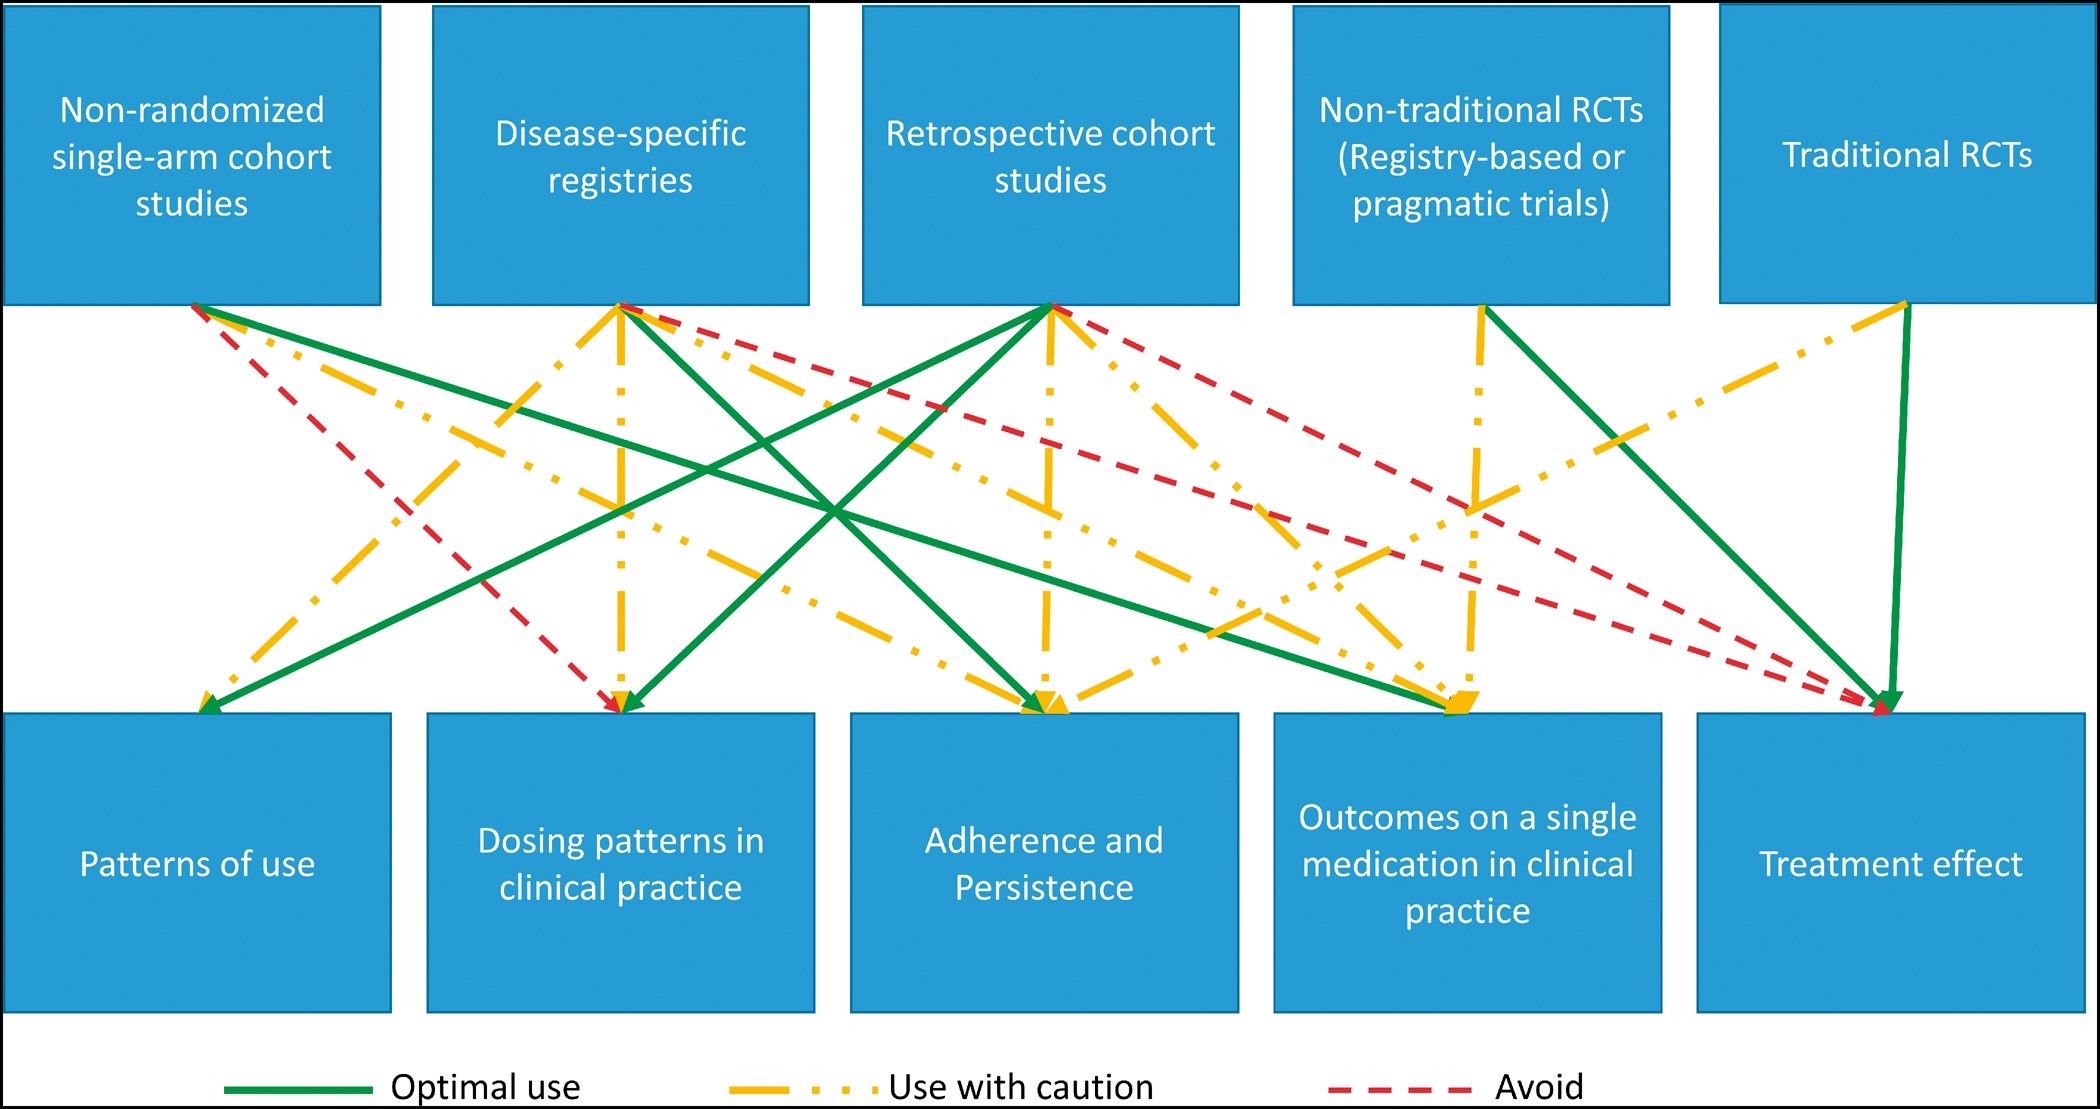 Non-randomized
single-arm cohort
studies
Disease-specific
registries
Retrospective cohort
studies
Non-traditional RCTs
(Registry-based or
pragmatic trials)
Traditional RCTs
Patterns of use
Dosing patterns in
clinical practice
Adherence and
Persistence
Outcomes on a single
medication in clinical
practice
Treatment effect
Optimal use
Use with caution
Avoid